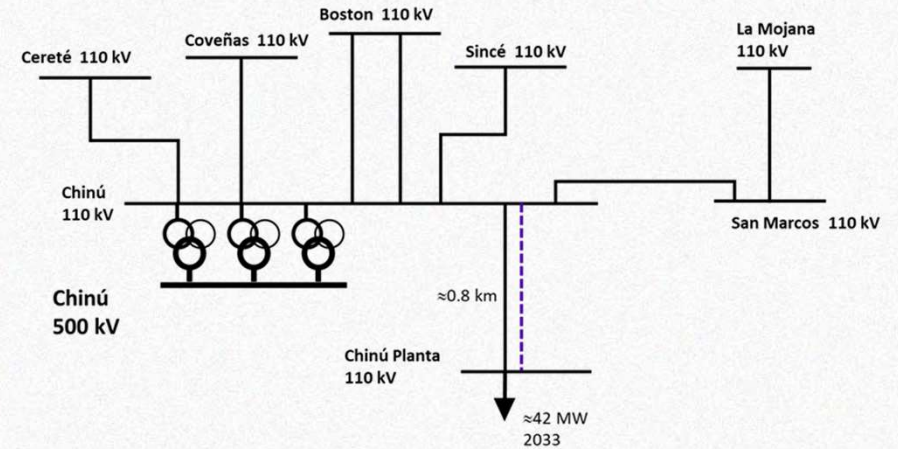 Boston 110 kV
Coveñas 110 kV
Cereté 110 kV
Sincé 110 kV
La Mojana
110 kV
Chinú
110 kV
San Marcos 110 kV
Chinú
500 kV
≈0.8 km
Chinú Planta
110 kV
≈42 MW
2033